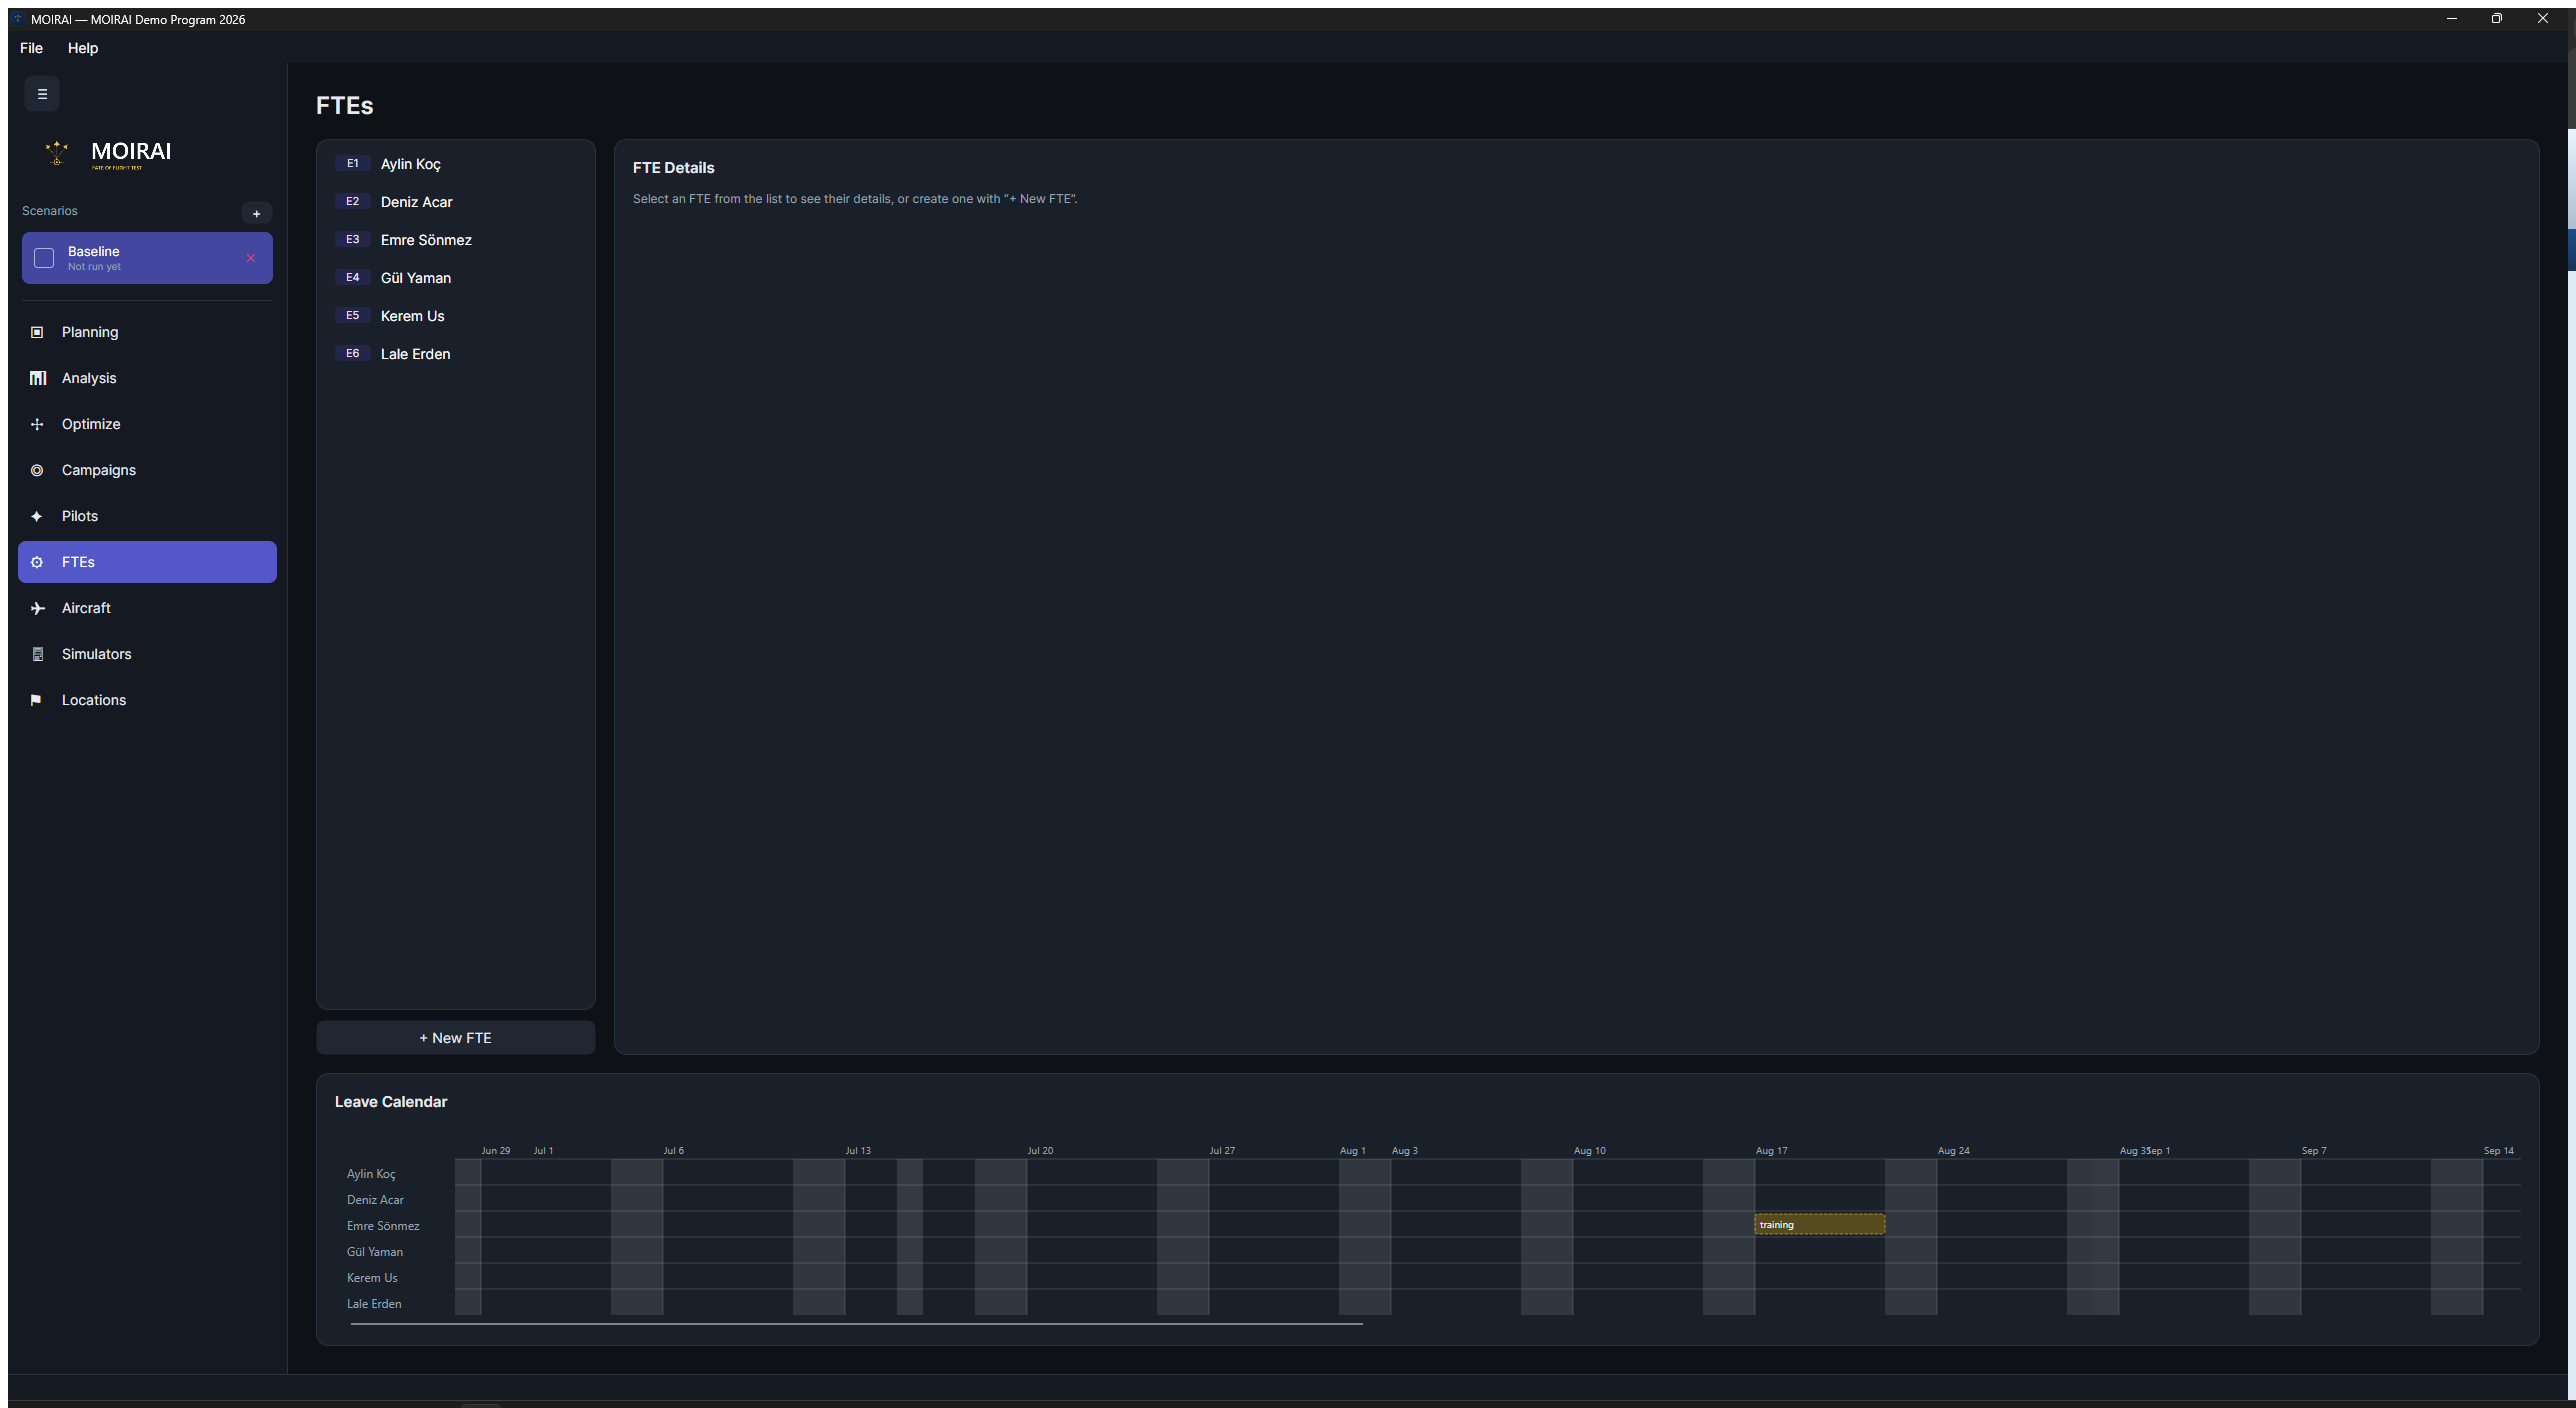 MOIRAI — MOIRAI Demo Program 2026
File Help
MOIRAI
FATE OF FLIGHT TEST
Scenarios +
Baseline
Not run yet
Planning
Analysis
Optimize
Campaigns
Pilots
FTEs
Aircraft
Simulators
Locations
FTEs
E1 Aylin Koç
E2 Deniz Acar
E3 Emre Sönmez
E4 Gül Yaman
E5 Kerem Us
E6 Lale Erden
+ New FTE
FTE Details
Select an FTE from the list to see their details, or create one with “+ New FTE”.
Leave Calendar
Jun 29 Jul 1 Jul 6 Jul 13 Jul 20 Jul 27 Aug 1 Aug 3 Aug 10 Aug 17 Aug 24 Aug 31 Sep 1 Sep 7 Sep 14
Aylin Koç
Deniz Acar
Emre Sönmez training
Gül Yaman
Kerem Us
Lale Erden